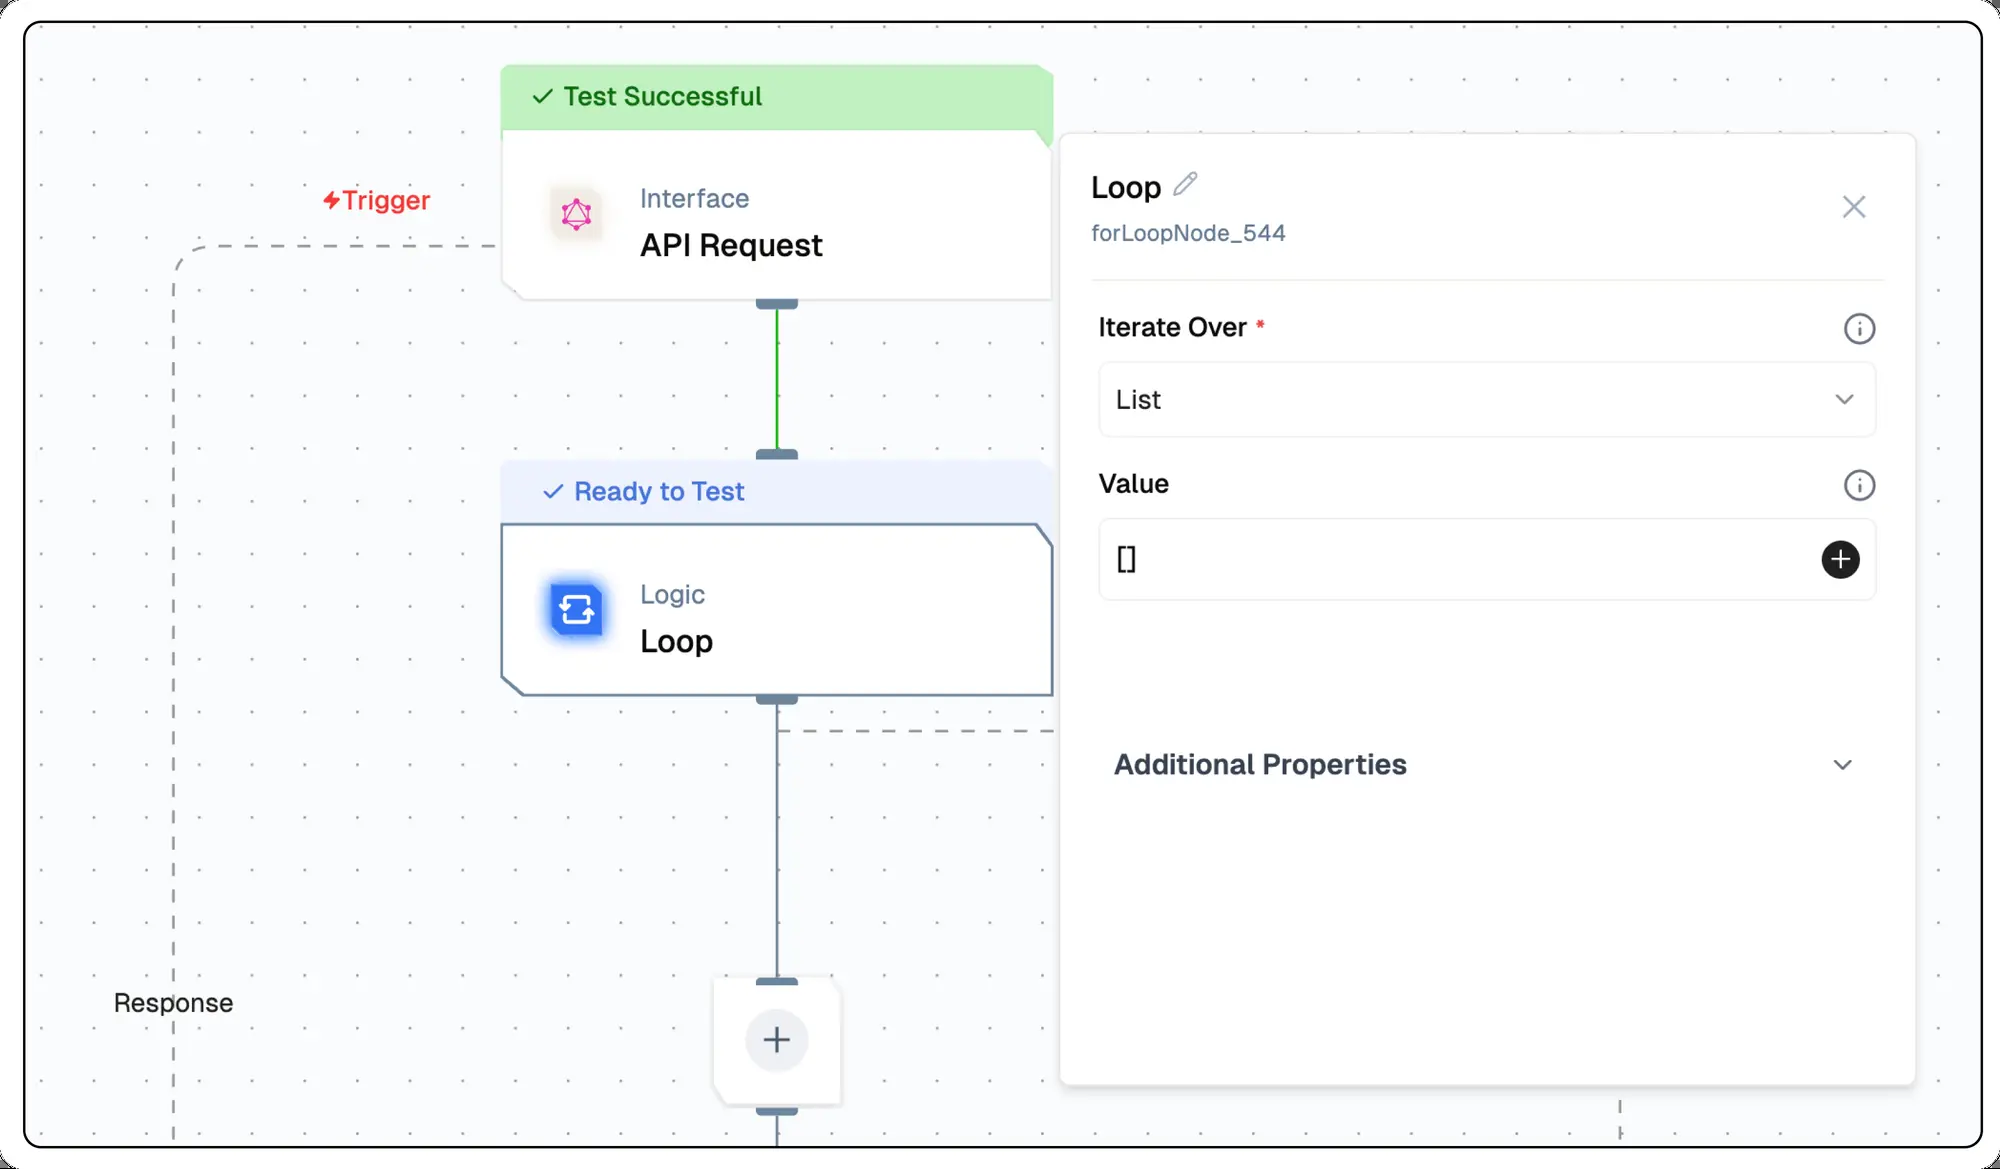 Test Successful
Trigger
Interface
API Request
Ready to Test
Logic
Loop
Response
Loop
forLoopNode_544
Iterate Over *
List
Value
[]
Additional Properties